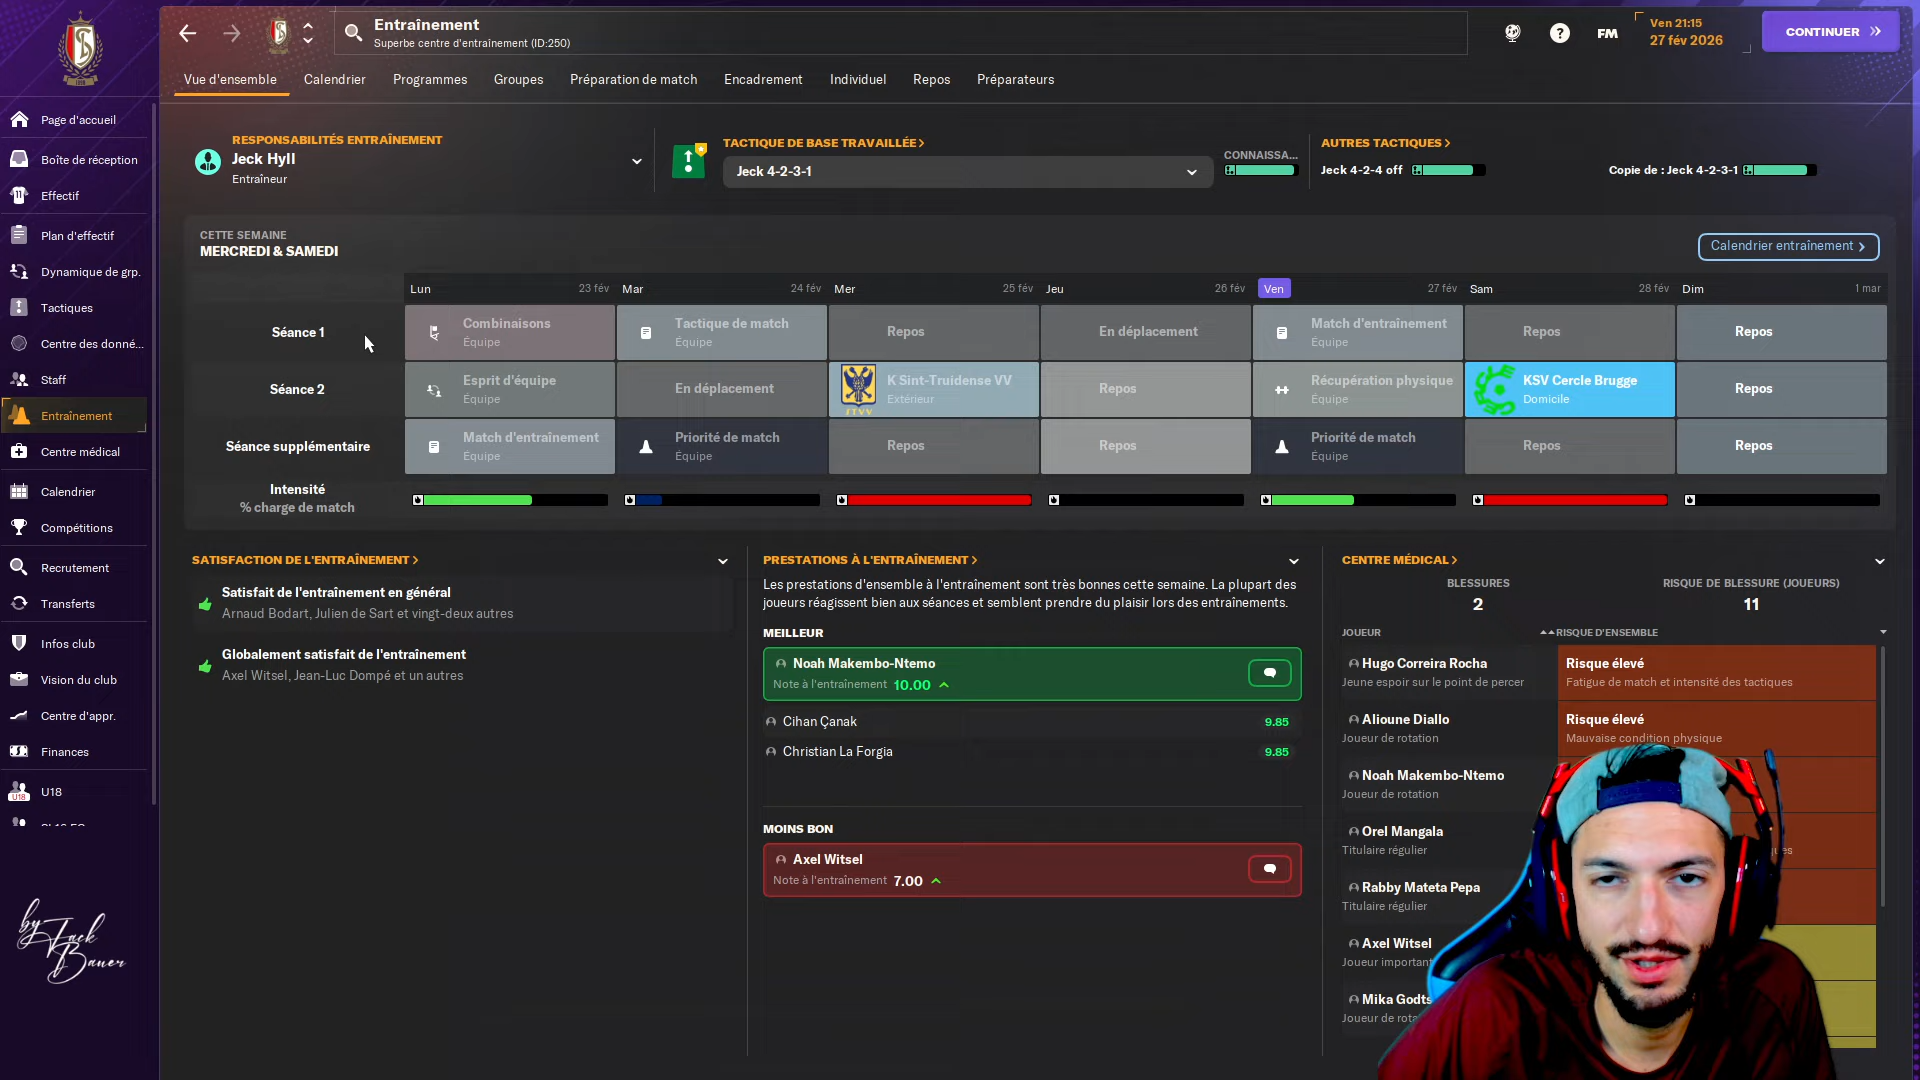 Entraînement
Superbe centre d'entraînement (ID:250)
Ven 21:15
27 fév 2026
CONTINUER
FM
Vue d'ensemble
Calendrier
Programmes
Groupes
Préparation de match
Encadrement
Individuel
Repos
Préparateurs
Page d'accueil
Boîte de réception
Effectif
Plan d'effectif
Dynamique de grp.
Tactiques
Centre des donné...
Staff
Entraînement
Centre médical
Calendrier
Compétitions
Recrutement
Transferts
Infos club
Vision du club
Centre d'appr.
Finances
U18
by Jack Bauer
RESPONSABILITÉS ENTRAÎNEMENT
Jeck Hyll
Entraîneur
TACTIQUE DE BASE TRAVAILLÉE >
Jeck 4-2-3-1
CONNAISSA...
AUTRES TACTIQUES >
Jeck 4-2-4 off
Copie de : Jeck 4-2-3-1
CETTE SEMAINE
MERCREDI & SAMEDI
Calendrier entraînement >
Lun 23 fév
Mar 24 fév
Mer 25 fév
Jeu 26 fév
Ven 27 fév
Sam 28 fév
Dim 1 mar
Séance 1
Combinaisons
Équipe
Tactique de match
Équipe
Repos
En déplacement
Match d'entraînement
Équipe
Repos
Repos
Séance 2
Esprit d'équipe
Équipe
En déplacement
STVV
K Sint-Truidense VV
Extérieur
Repos
Récupération physique
Équipe
KSV Cercle Brugge
Domicile
Repos
Séance supplémentaire
Match d'entraînement
Équipe
Priorité de match
Équipe
Repos
Repos
Priorité de match
Équipe
Repos
Repos
Intensité
% charge de match
SATISFACTION DE L'ENTRAÎNEMENT >
Satisfait de l'entraînement en général
Arnaud Bodart, Julien de Sart et vingt-deux autres
Globalement satisfait de l'entraînement
Axel Witsel, Jean-Luc Dompé et un autres
PRESTATIONS À L'ENTRAÎNEMENT >
Les prestations d'ensemble à l'entraînement sont très bonnes cette semaine. La plupart des
joueurs réagissent bien aux séances et semblent prendre du plaisir lors des entraînements.
MEILLEUR
Noah Makembo-Ntemo
Note à l'entraînement 10.00
Cihan Çanak 9.85
Christian La Forgia 9.85
MOINS BON
Axel Witsel
Note à l'entraînement 7.00
CENTRE MÉDICAL >
BLESSURES
2
RISQUE DE BLESSURE (JOUEURS)
11
JOUEUR
RISQUE D'ENSEMBLE
Hugo Correira Rocha
Jeune espoir sur le point de percer
Risque élevé
Fatigue de match et intensité des tactiques
Alioune Diallo
Joueur de rotation
Risque élevé
Mauvaise condition physique
Noah Makembo-Ntemo
Joueur de rotation
Orel Mangala
Titulaire régulier
Rabby Mateta Pepa
Titulaire régulier
Axel Witsel
Joueur important
Mika Godts
Joueur de rota